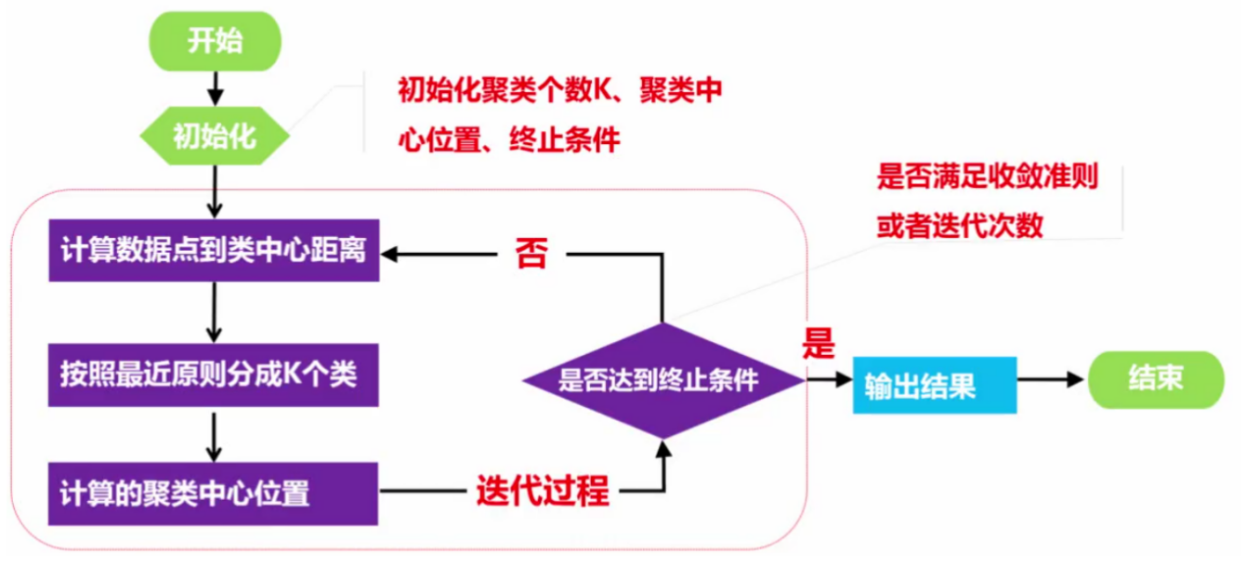 开始
初始化
初始化聚类个数K、聚类中
心位置、终止条件
是否满足收敛准则
或者迭代次数
计算数据点到类中心距离
否
按照最近原则分成K个类
是否达到终止条件
是
输出结果
结束
计算的聚类中心位置
迭代过程